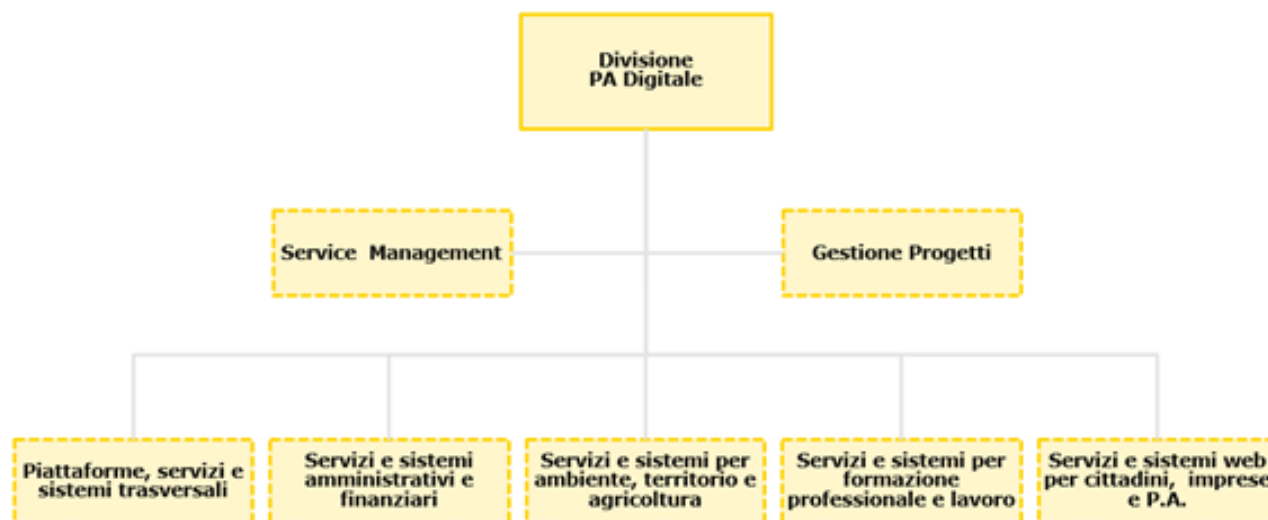 Divisione
PA Digitale
Service Management
Gestione Progetti
Piattaforme, servizi e
sistemi trasversali
Servizi e sistemi
amministrativi e
finanziari
Servizi e sistemi per
ambiente, territorio e
agricoltura
Servizi e sistemi per
formazione
professionale e lavoro
Servizi e sistemi web
per cittadini, imprese
e P.A.